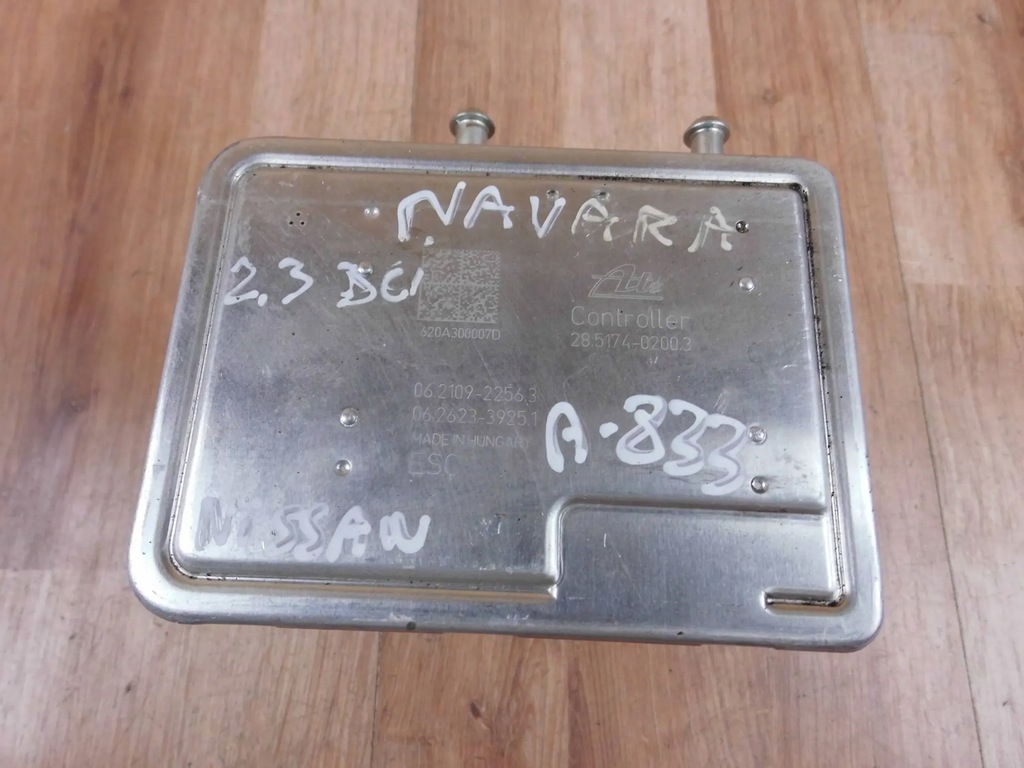 NAVARA
2.3 DCI
620A300007D
Ate
Controller
28.5174-0200.3
06.2109-2256.3
06.2623-3925.1
MADE IN HUNGARY
ESC
A-833
NISSAN